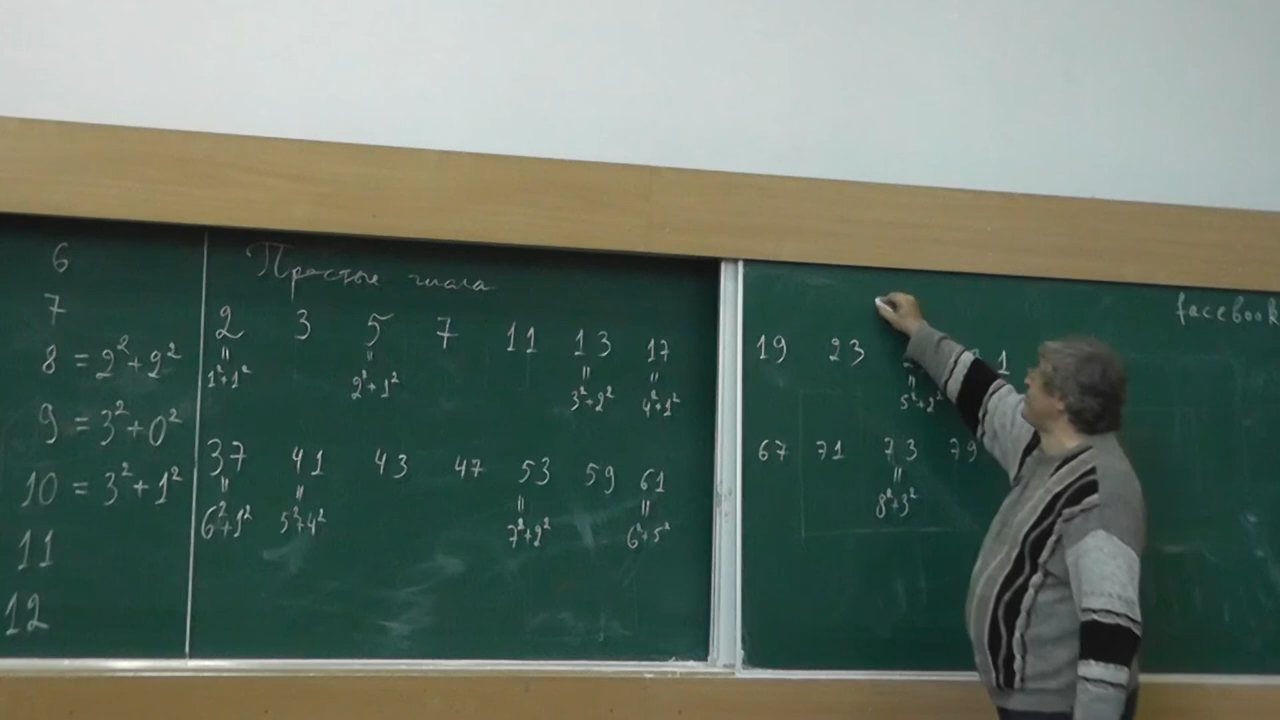 6
7
8 = 2² + 2²
9 = 3² + 0²
10 = 3² + 1²
11
12
Простые числа
2 3 5 7 11 13 17
= = = =
1²+1² 2²+1² 3²+2² 4²+1²
37 41 43 47 53 59 61
= = = =
6²+1² 5²+4² 7²+2² 6²+5²
facebook
19 23 1
=
5²+2²
67 71 73 79
=
8²+3²